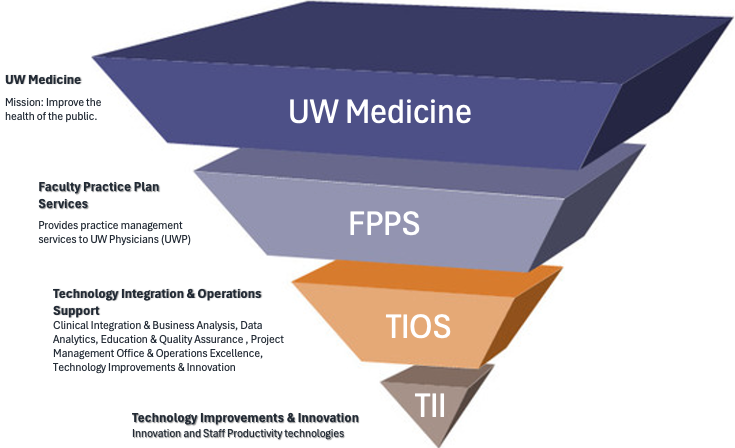 UW Medicine
Mission: Improve the
health of the public.
UW Medicine
Faculty Practice Plan
Services
Provides practice management
services to UW Physicians (UWP)
FPPS
Technology Integration & Operations
Support
Clinical Integration & Business Analysis, Data
Analytics, Education & Quality Assurance , Project
Management Office & Operations Excellence,
Technology Improvements & Innovation
TIOS
Technology Improvements & Innovation
Innovation and Staff Productivity technologies
TII